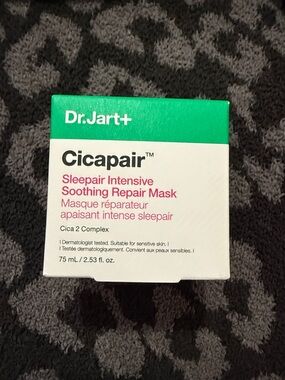 Dr.Jart+
Cicapair™
Sleepair Intensive
Soothing Repair Mask
Masque réparateur
apaisant intense sleepair
Cica 2 Complex
I Dermatologist tested. Suitable for sensitive skin. I
I Testée dermatologiquement. Convient aux peaux sensibles. I
75 mL / 2.53 fl. oz.